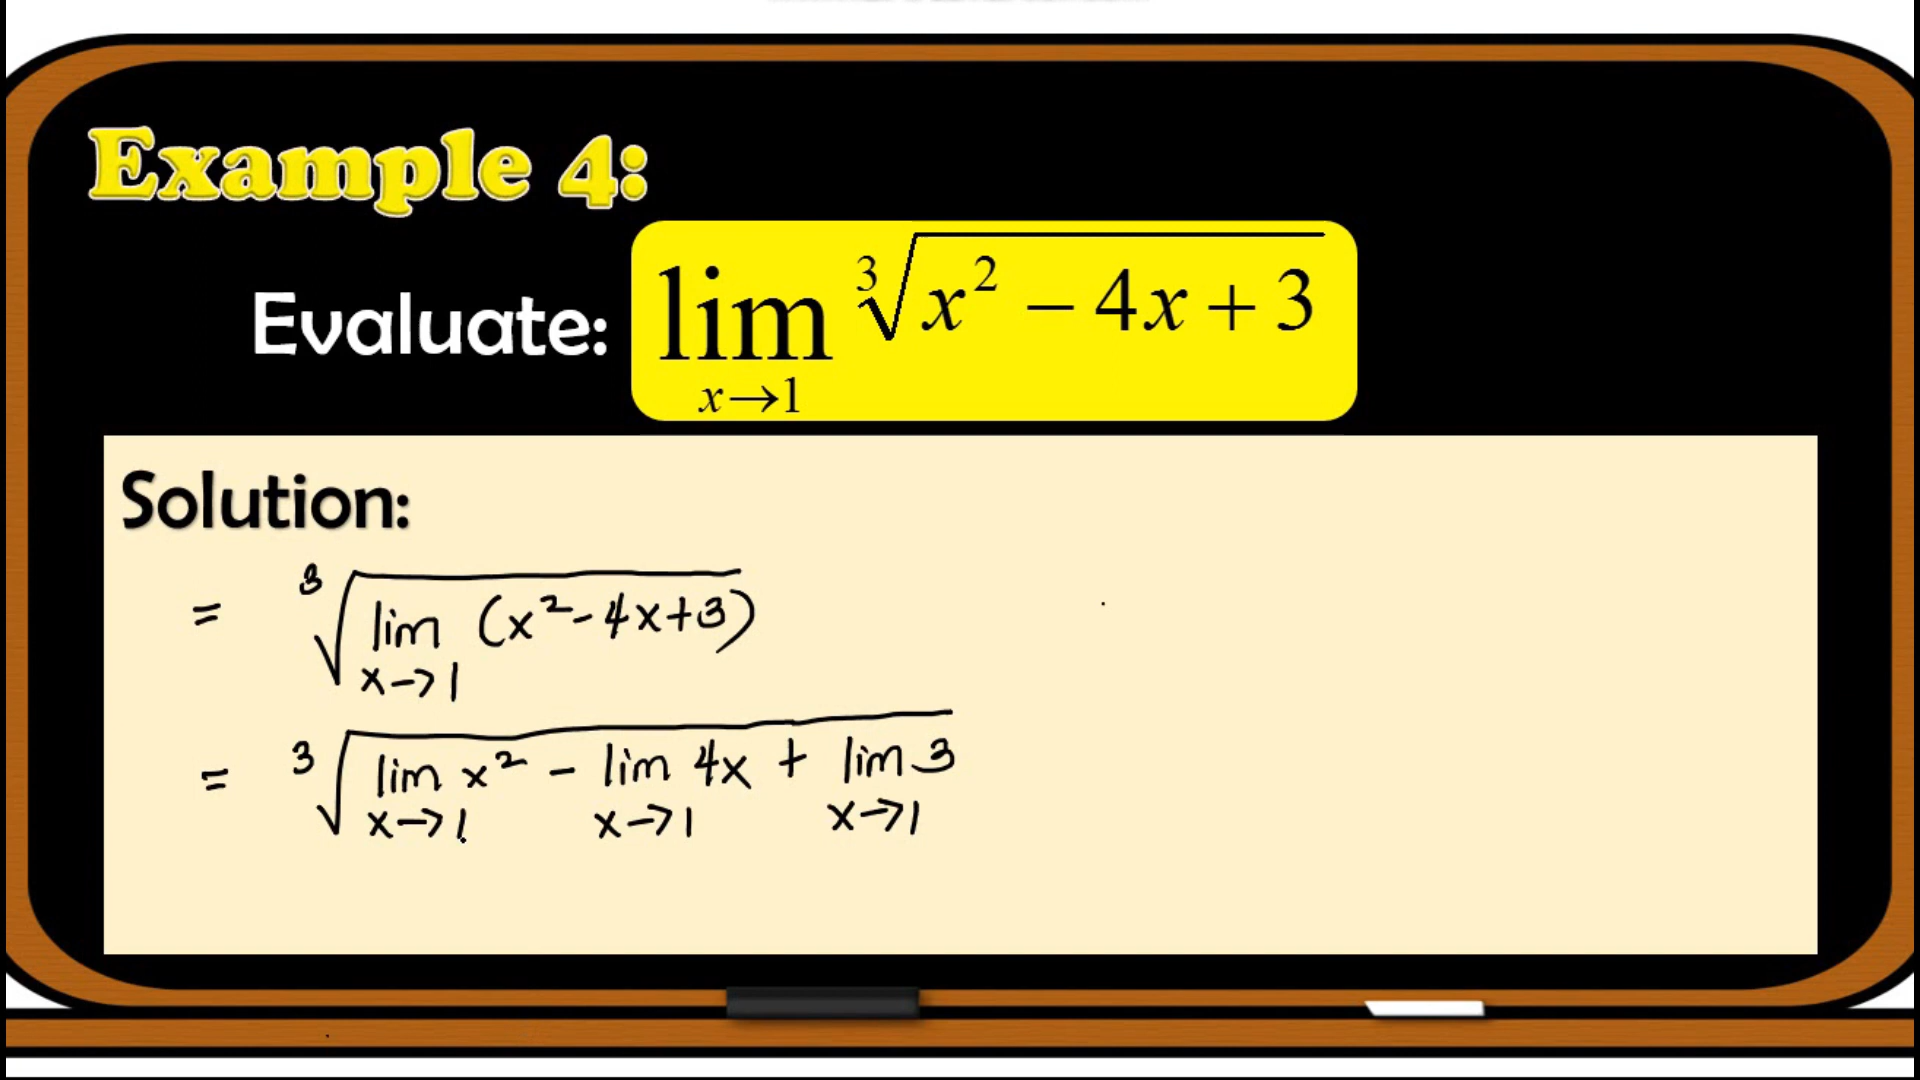 Example 4:
Evaluate: lim x→1 ∛(x² − 4x + 3)
Solution:
= ∛(lim x→1 (x² - 4x + 3))
= ∛(lim x→1 x² - lim x→1 4x + lim x→1 3)